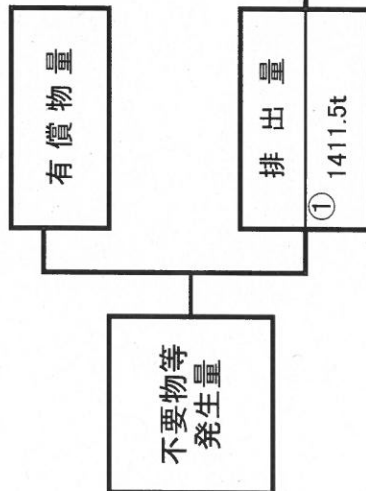 不要物等
発生量
有償物量
排出量
① 1411.5t